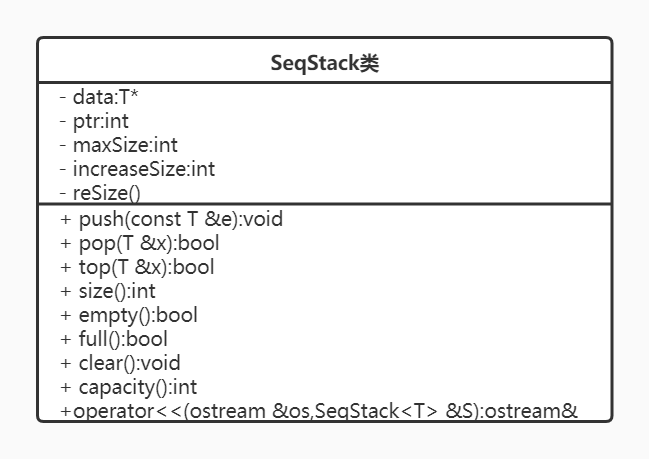 SeqStack类
- data:T*
- ptr:int
- maxSize:int
- increaseSize:int
- reSize()
+ push(const T &e):void
+ pop(T &x):bool
+ top(T &x):bool
+ size():int
+ empty():bool
+ full():bool
+ clear():void
+ capacity():int
+operator<<(ostream &os,SeqStack<T> &S):ostream&